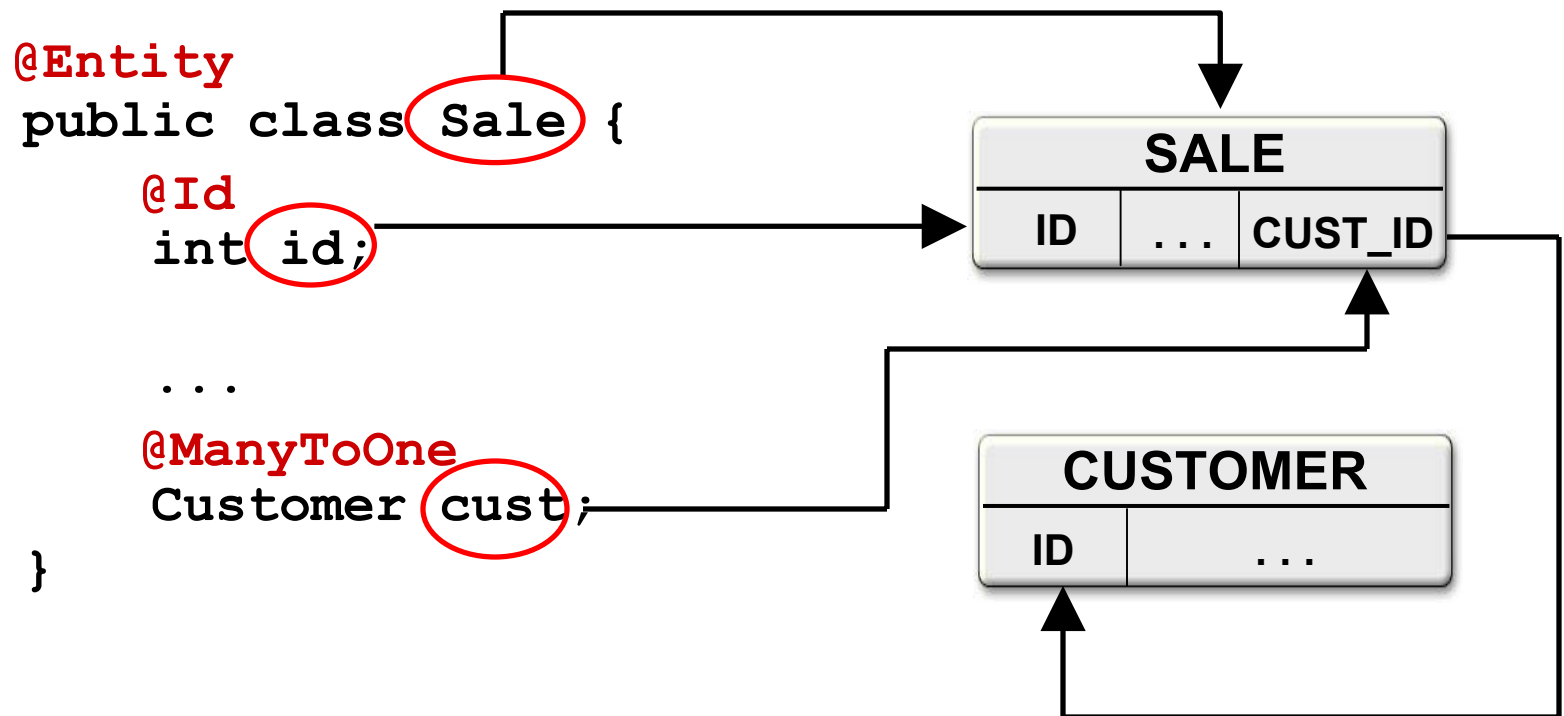 @Entity
public class Sale {
@Id
int id;
...
@ManyToOne
Customer cust;
}
SALE
ID ... CUST_ID
CUSTOMER
ID ...